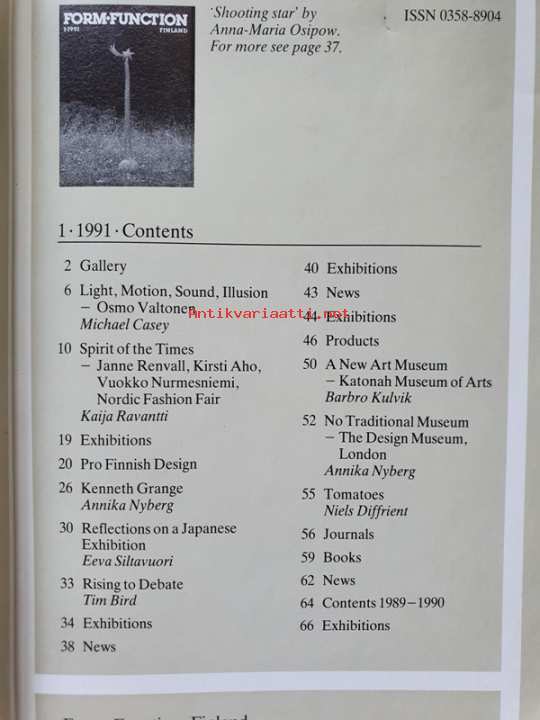 FORM·FUNCTION
1·1991 FINLAND
'Shooting star' by
Anna-Maria Osipow.
For more see page 37.
ISSN 0358-8904
1·1991·Contents
2 Gallery
6 Light, Motion, Sound, Illusion
– Osmo Valtonen
Michael Casey
10 Spirit of the Times
– Janne Renvall, Kirsti Aho,
Vuokko Nurmesniemi,
Nordic Fashion Fair
Kaija Ravantti
19 Exhibitions
20 Pro Finnish Design
26 Kenneth Grange
Annika Nyberg
30 Reflections on a Japanese
Exhibition
Eeva Siltavuori
33 Rising to Debate
Tim Bird
34 Exhibitions
38 News
40 Exhibitions
43 News
44 Exhibitions
46 Products
50 A New Art Museum
– Katonah Museum of Arts
Barbro Kulvik
52 No Traditional Museum
– The Design Museum,
London
Annika Nyberg
55 Tomatoes
Niels Diffrient
56 Journals
59 Books
62 News
64 Contents 1989–1990
66 Exhibitions
Antikvariaatti.net
Form Function Finland